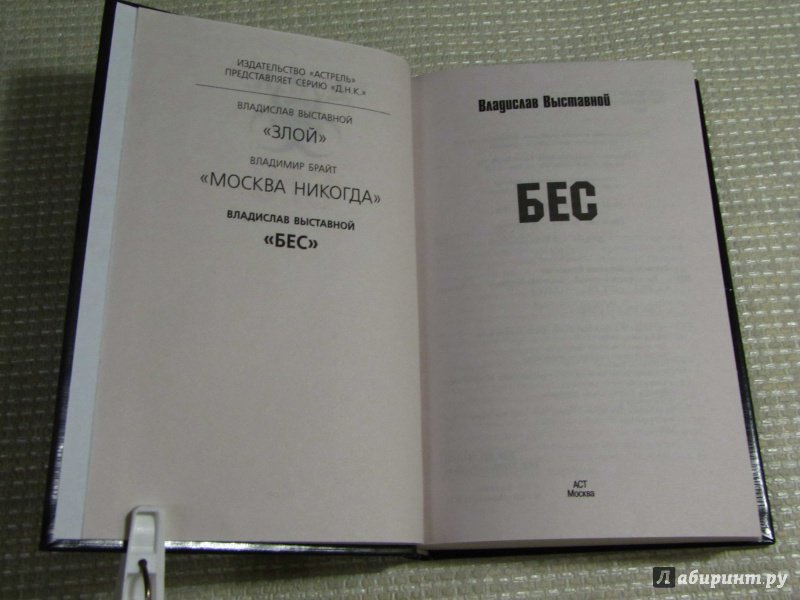 ИЗДАТЕЛЬСТВО «АСТРЕЛЬ»
ПРЕДСТАВЛЯЕТ СЕРИЮ «Д.Н.К.»
ВЛАДИСЛАВ ВЫСТАВНОЙ
«ЗЛОЙ»
ВЛАДИМИР БРАЙТ
«МОСКВА НИКОГДА»
ВЛАДИСЛАВ ВЫСТАВНОЙ
«БЕС»
Владислав Выставной
БЕС
АСТ
Москва
Лабиринт.ру